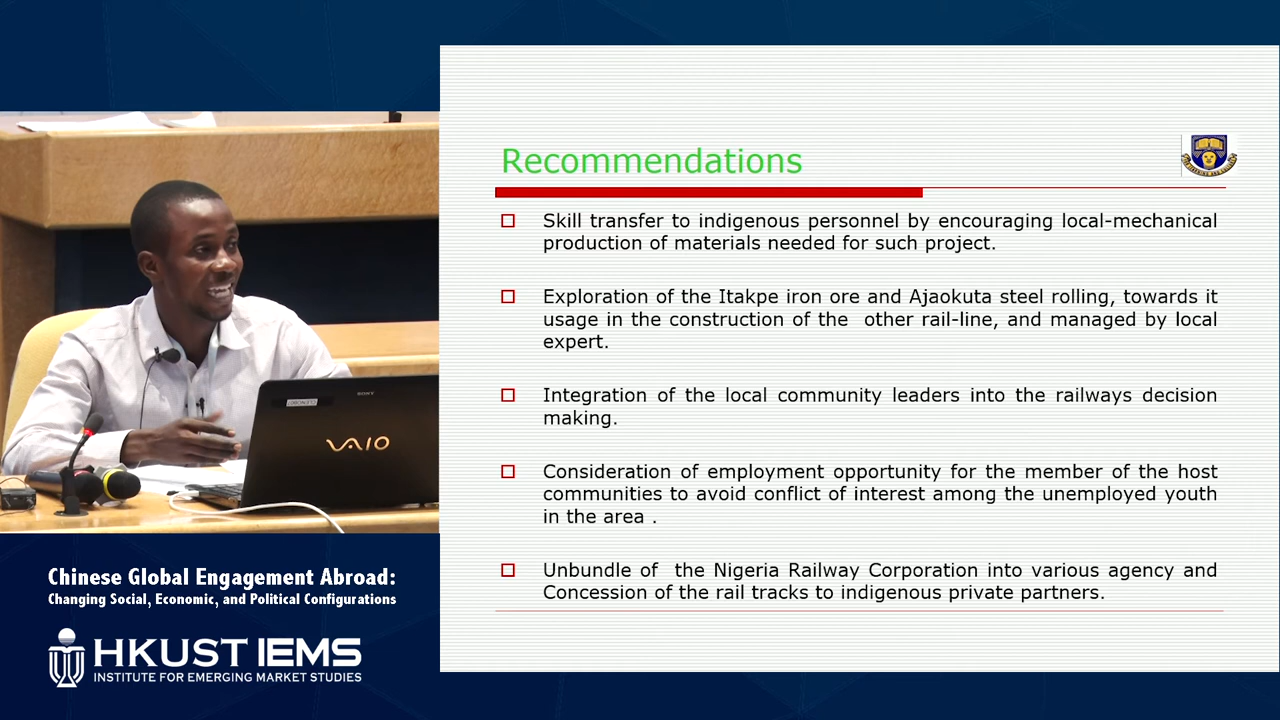 Recommendations
Skill transfer to indigenous personnel by encouraging local-mechanical
production of materials needed for such project.
Exploration of the Itakpe iron ore and Ajaokuta steel rolling, towards it
usage in the construction of the other rail-line, and managed by local
expert.
Integration of the local community leaders into the railways decision
making.
Consideration of employment opportunity for the member of the host
communities to avoid conflict of interest among the unemployed youth
in the area .
Unbundle of the Nigeria Railway Corporation into various agency and
Concession of the rail tracks to indigenous private partners.
SONY
VAIO
Chinese Global Engagement Abroad:
Changing Social, Economic, and Political Configurations
HKUST IEMS
INSTITUTE FOR EMERGING MARKET STUDIES